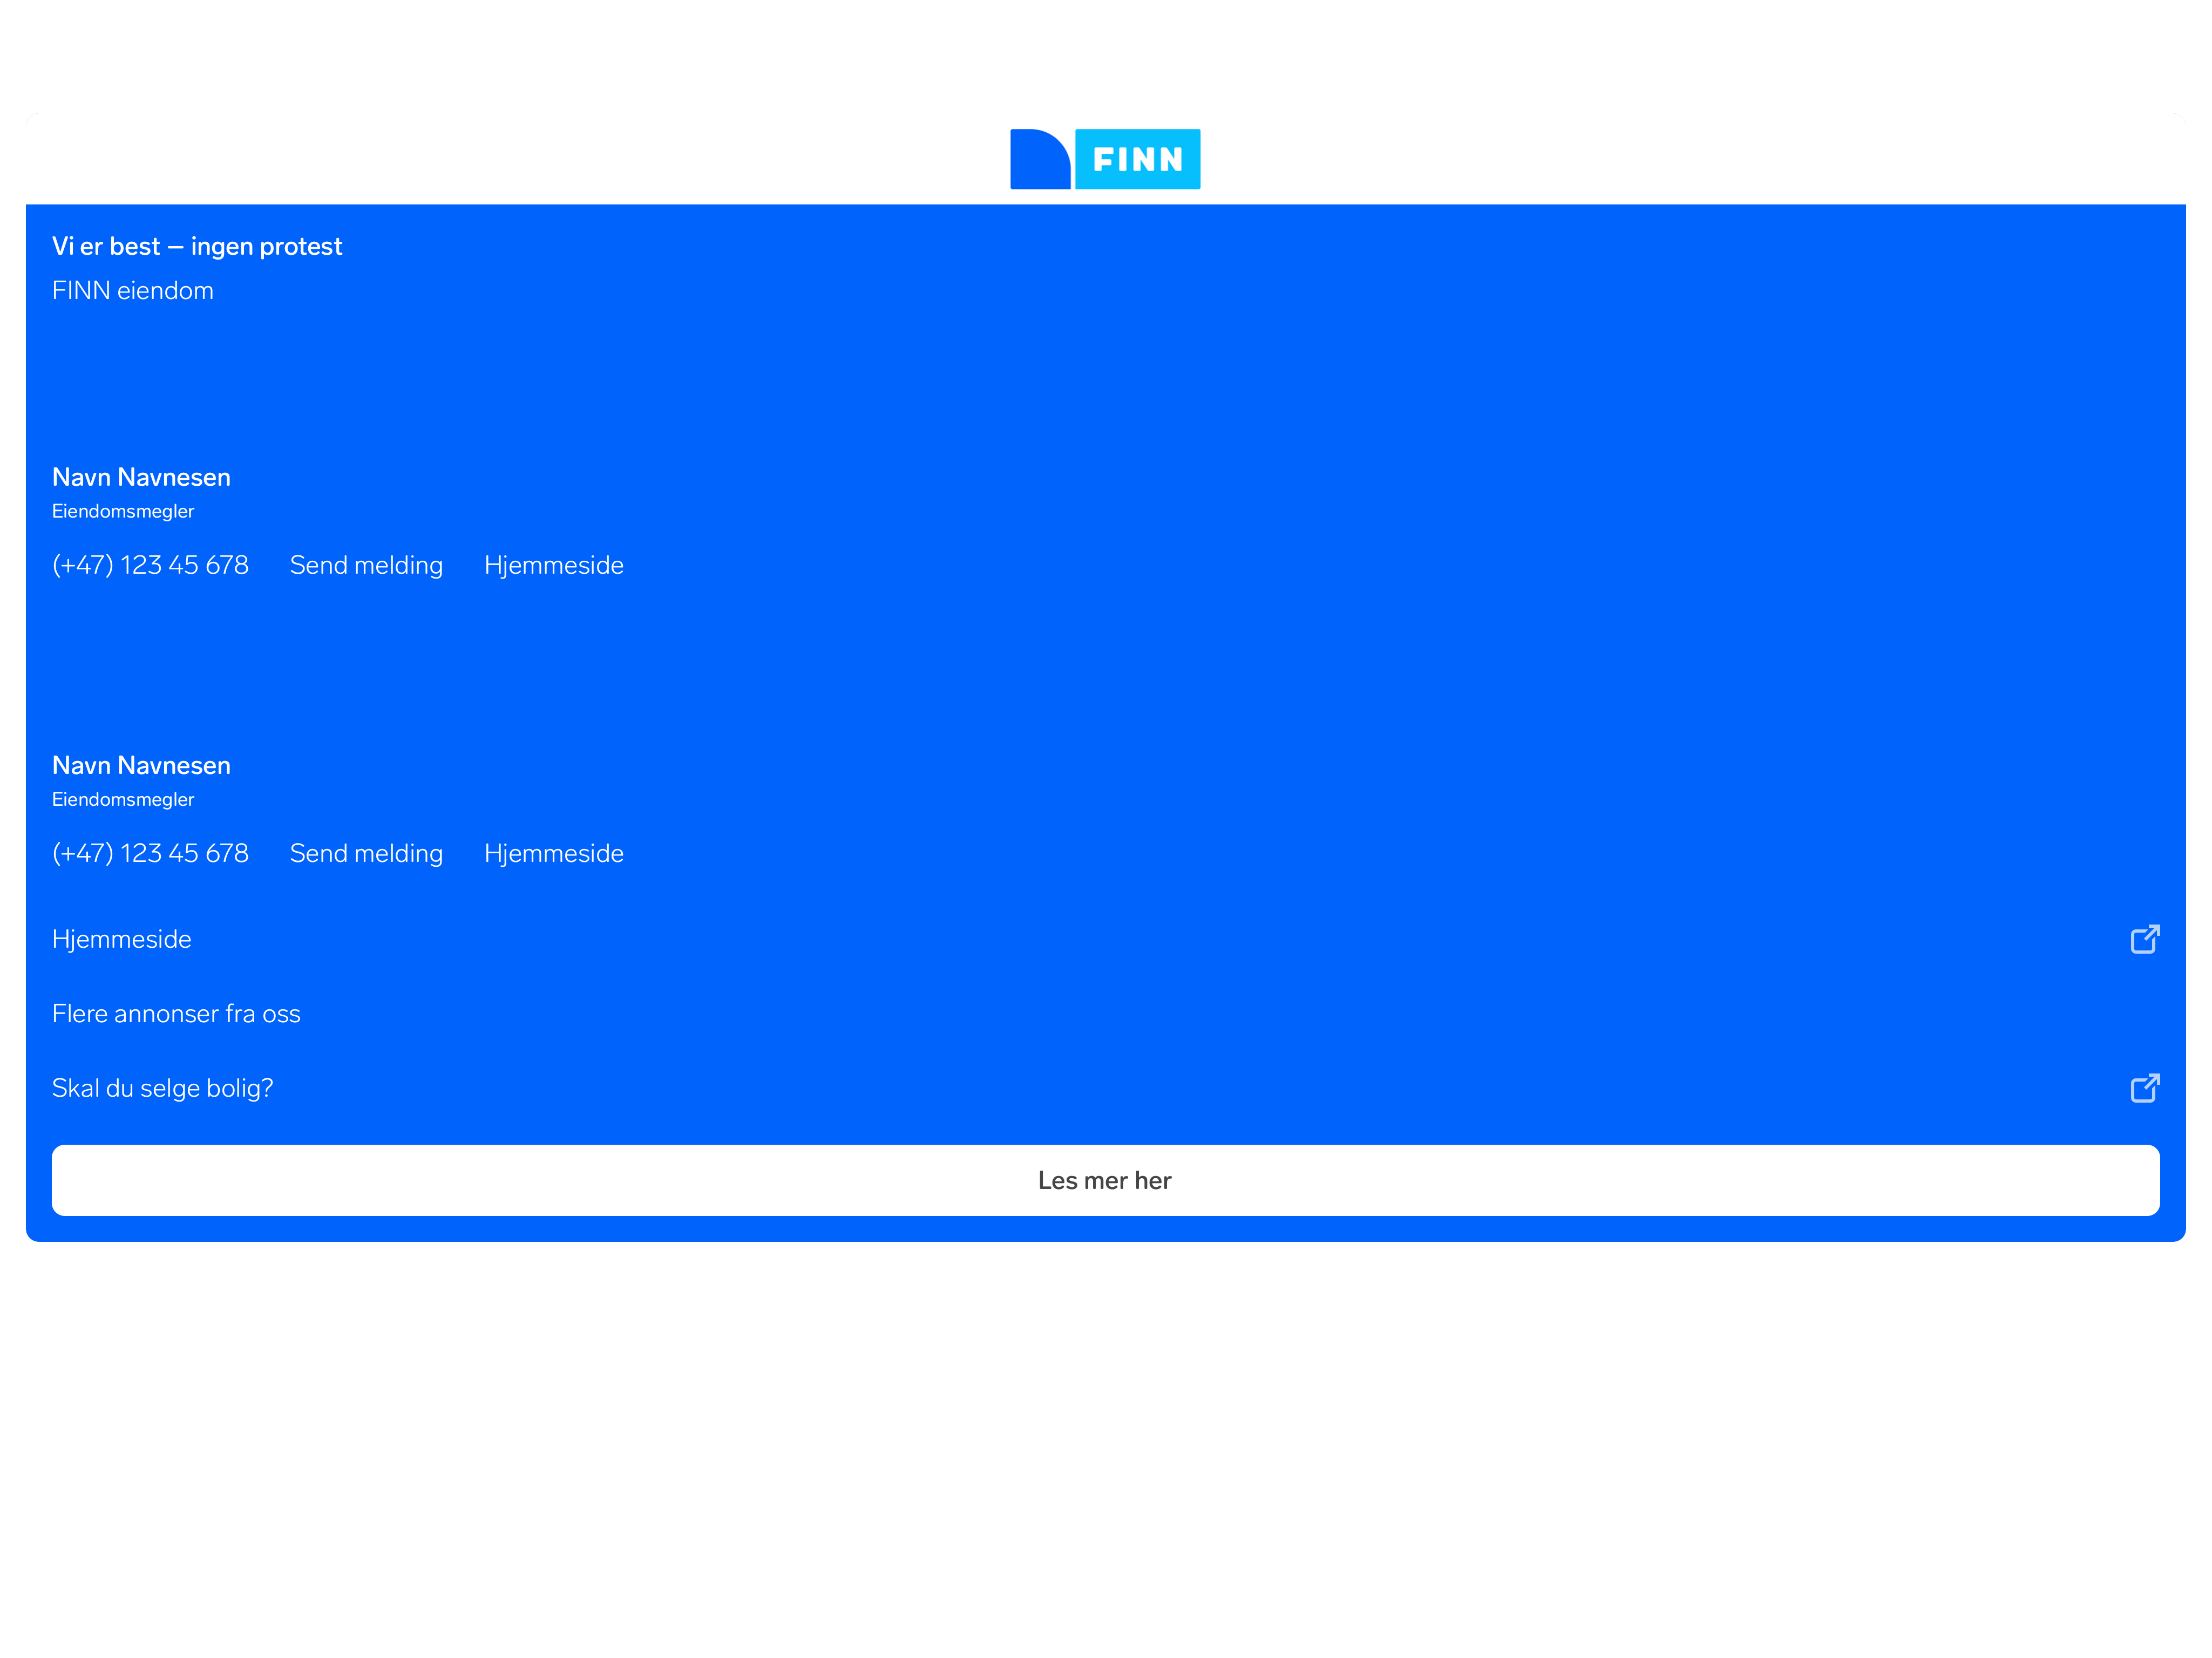 FINN
Vi er best – ingen protest
FINN eiendom
Navn Navnesen
Eiendomsmegler
(+47) 123 45 678 Send melding Hjemmeside
Navn Navnesen
Eiendomsmegler
(+47) 123 45 678 Send melding Hjemmeside
Hjemmeside
Flere annonser fra oss
Skal du selge bolig?
Les mer her